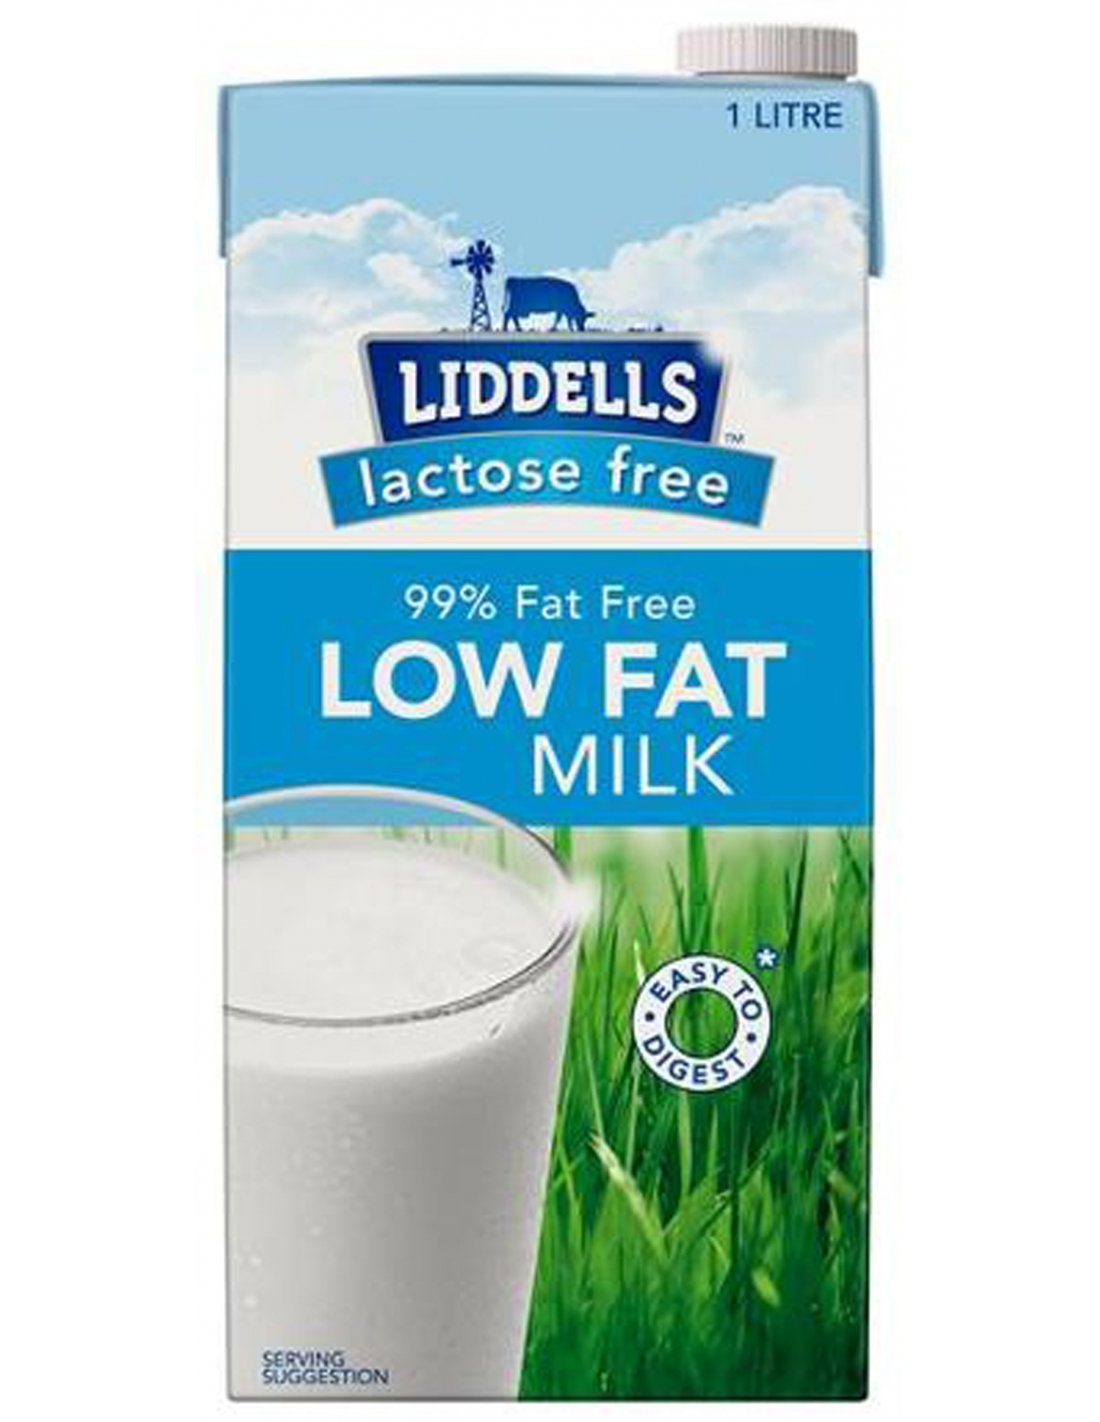 1 LITRE
LIDDELLS
TM
lactose free
99% Fat Free
LOW FAT
MILK
*
EASY TO
• DIGEST •
SERVING
SUGGESTION